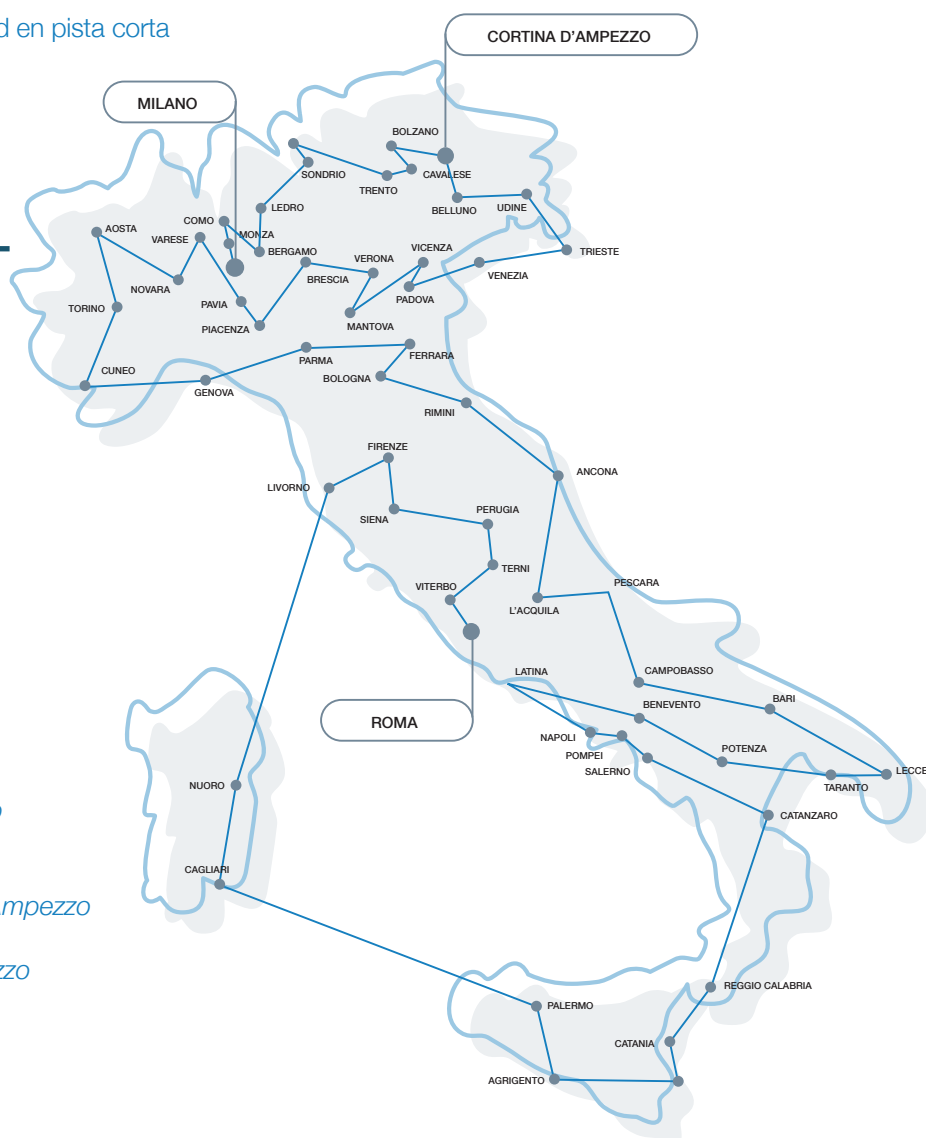 d en pista corta
CORTINA D'AMPEZZO
MILANO
BOLZANO
SONDRIO
CAVALESE
TRENTO
BELLUNO
UDINE
LEDRO
COMO
MONZA
AOSTA
VARESE
BERGAMO
VERONA
VICENZA
TRIESTE
VENEZIA
NOVARA
BRESCIA
PADOVA
TORINO
PAVIA
PIACENZA
MANTOVA
PARMA
FERRARA
CUNEO
BOLOGNA
GENOVA
RIMINI
FIRENZE
ANCONA
LIVORNO
SIENA
PERUGIA
TERNI
VITERBO
PESCARA
L'ACQUILA
LATINA
CAMPOBASSO
BENEVENTO
BARI
ROMA
NAPOLI
POMPEI
POTENZA
SALERNO
LECCE
TARANTO
NUORO
CATANZARO
CAGLIARI
Ampezzo
zzo
REGGIO CALABRIA
PALERMO
CATANIA
AGRIGENTO